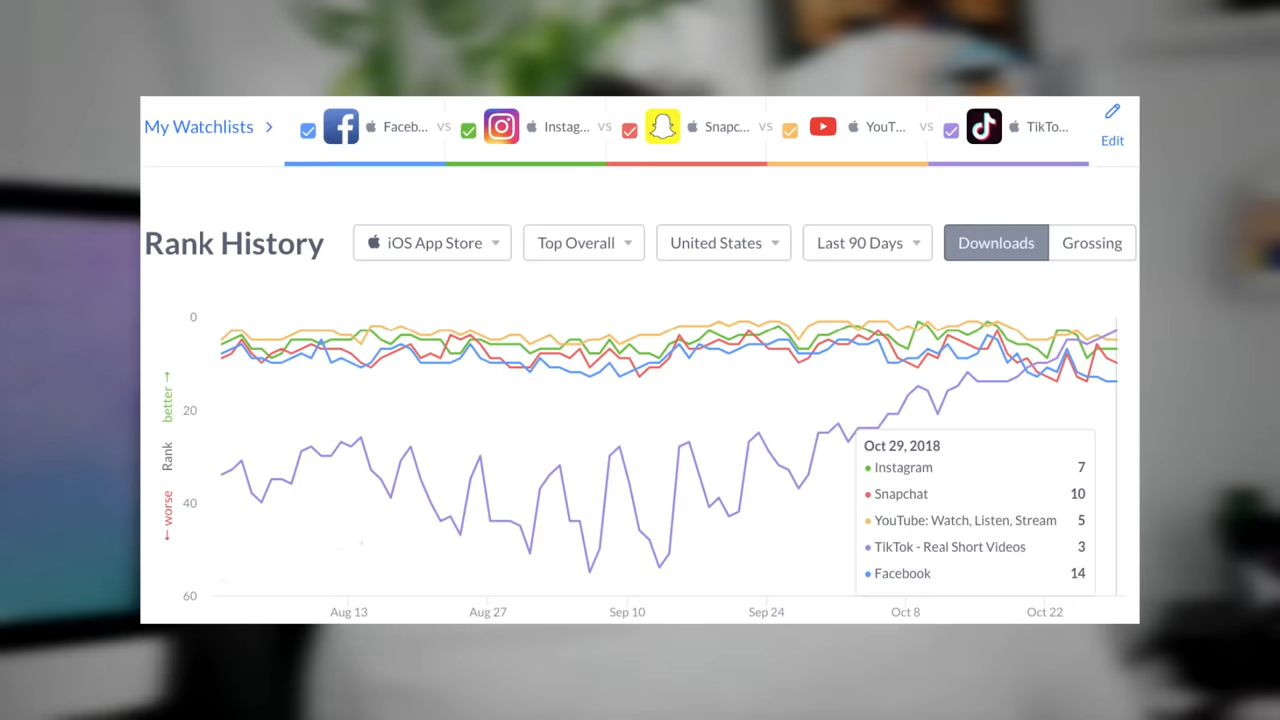 My Watchlists >
Faceb... VS Instag... VS Snapc... VS YouT... VS TikTo...
Edit
Rank History
iOS App Store
Top Overall
United States
Last 90 Days
Downloads
Grossing
0
20
40
60
better →
Rank
← worse
Oct 29, 2018
Instagram 7
Snapchat 10
YouTube: Watch, Listen, Stream 5
TikTok - Real Short Videos 3
Facebook 14
Aug 13
Aug 27
Sep 10
Sep 24
Oct 8
Oct 22